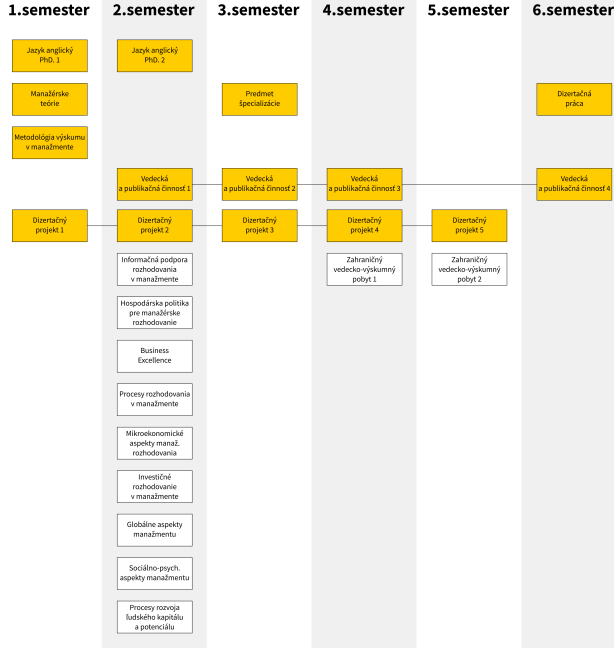 1.semester
2.semester
3.semester
4.semester
5.semester
6.semester
Jazyk anglický
PhD. 1
Jazyk anglický
PhD. 2
Manažérske
teórie
Predmet
špecializácie
Dizertačná
práca
Metodológia výskumu
v manažmente
Vedecká
a publikačná činnosť 1
Vedecká
a publikačná činnosť 2
Vedecká
a publikačná činnosť 3
Vedecká
a publikačná činnosť 4
Dizertačný
projekt 1
Dizertačný
projekt 2
Dizertačný
projekt 3
Dizertačný
projekt 4
Dizertačný
projekt 5
Informačná podpora
rozhodovania
v manažmente
Zahraničný
vedecko-výskumný
pobyt 1
Zahraničný
vedecko-výskumný
pobyt 2
Hospodárska politika
pre manažérske
rozhodovanie
Business
Excellence
Procesy rozhodovania
v manažmente
Mikroekonomické
aspekty manaž.
rozhodovania
Investičné
rozhodovanie
v manažmente
Globálne aspekty
manažmentu
Sociálno-psych.
aspekty manažmentu
Procesy rozvoja
ľudského kapitálu
a potenciálu